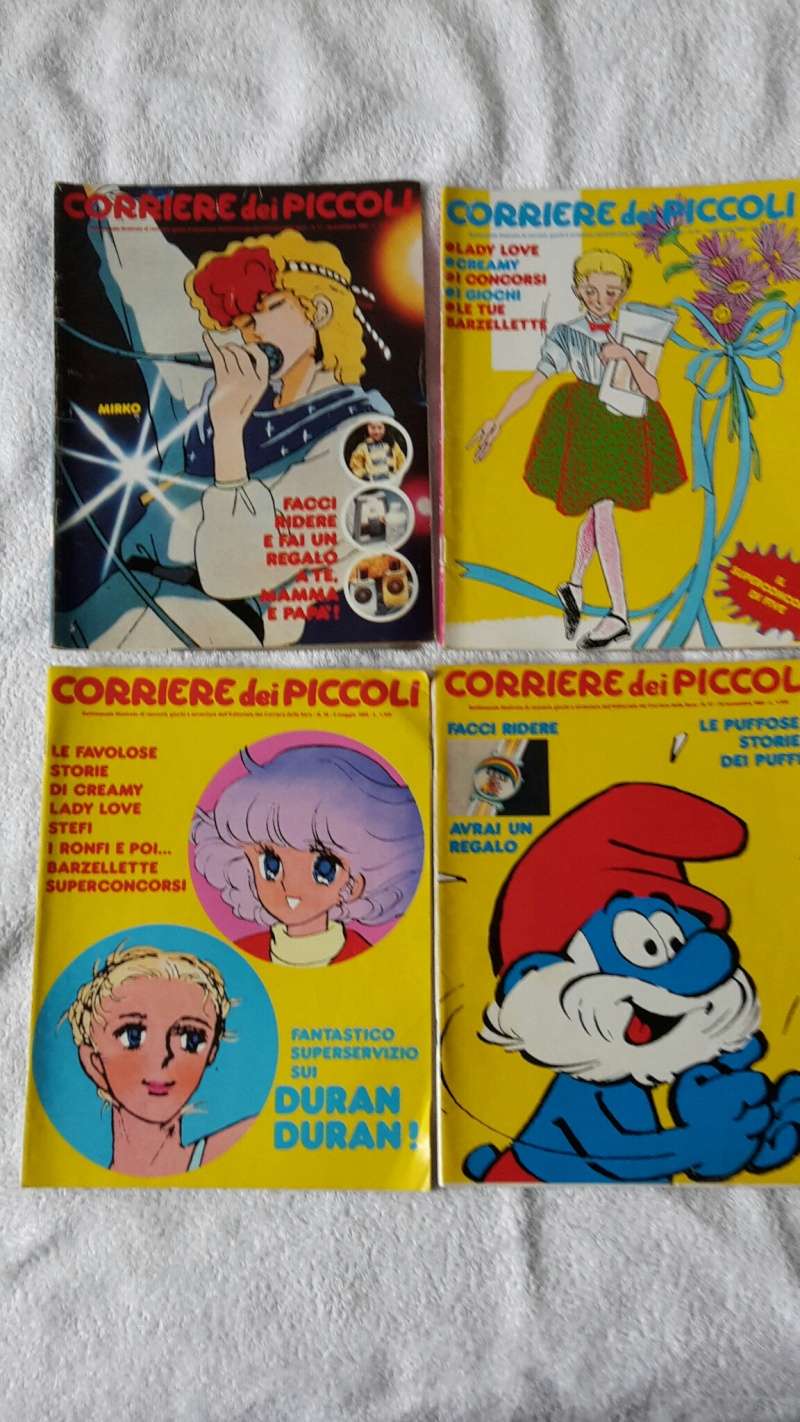 CORRIERE dei PICCOLI
MIRKO
FACCI
RIDERE
E FAI UN
REGALO
A TE,
MAMMA
E PAPA'!
CORRIERE dei PICCOLI
LADY LOVE
CREAMY
I CONCORSI
I GIOCHI
LE TUE
BARZELLETTE
IL
CORRIERE dei PICCOLI
LE FAVOLOSE
STORIE
DI CREAMY
LADY LOVE
STEFI
I RONFI E POI...
BARZELLETTE
SUPERCONCORSI
FANTASTICO
SUPERSERVIZIO
SUI
DURAN
DURAN!
CORRIERE dei PICCOLI
FACCI RIDERE
AVRAI UN
REGALO
LE PUFFOSE
STORIE
DEI PUFFI